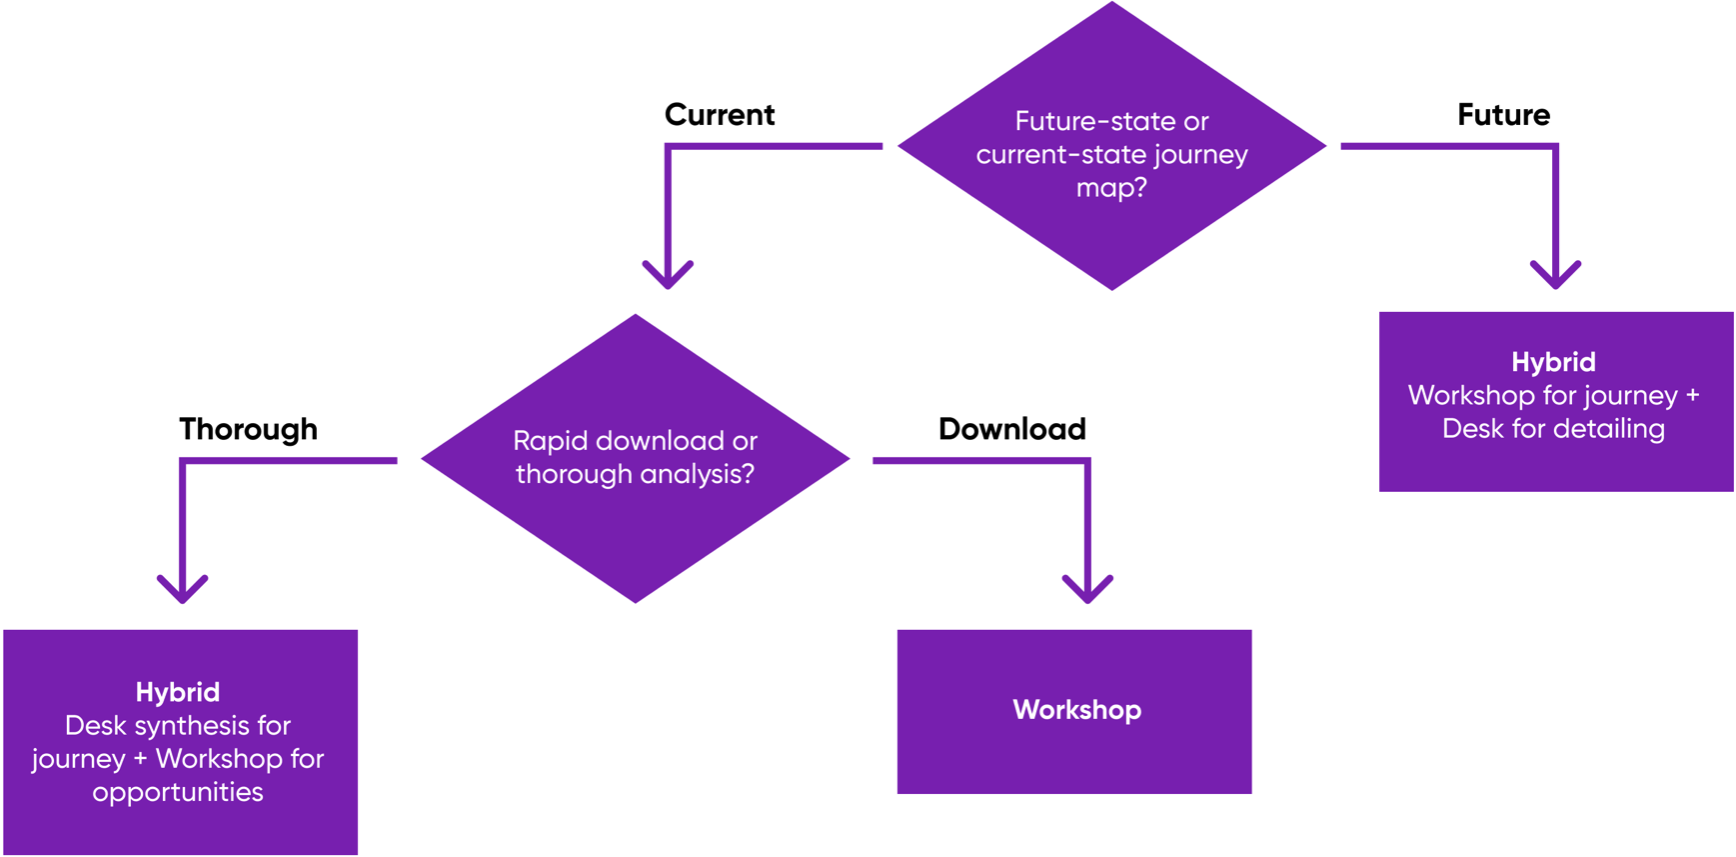 Current
Future-state or
current-state journey
map?
Future
Thorough
Rapid download or
thorough analysis?
Download
Hybrid
Workshop for journey +
Desk for detailing
Hybrid
Desk synthesis for
journey + Workshop for
opportunities
Workshop